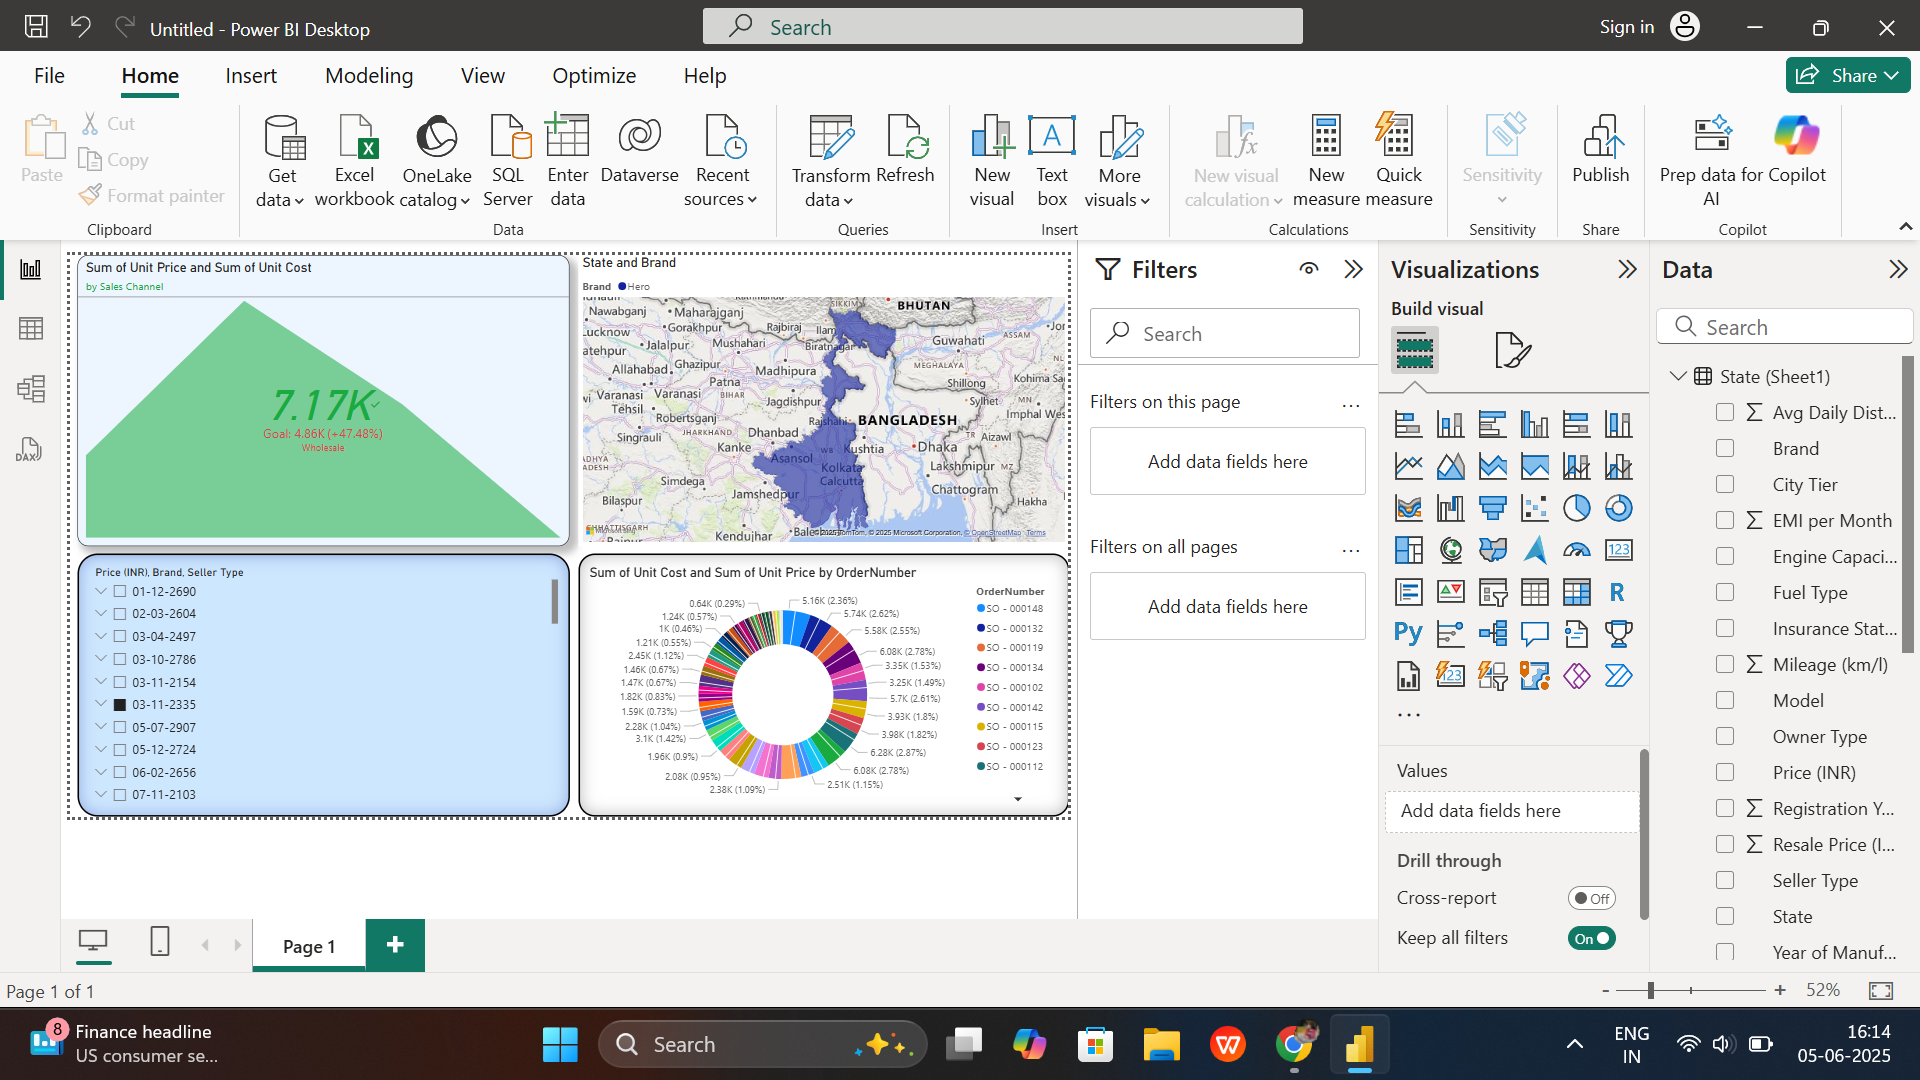 Untitled - Power BI Desktop
Search
Sign in
File
Home
Insert
Modeling
View
Optimize
Help
Share
Paste
Cut
Copy
Format painter
Clipboard
Get data
Excel workbook
OneLake catalog
SQL Server
Enter data
Dataverse
Recent sources
Data
Transform data
Refresh
Queries
New visual
Text box
More visuals
Insert
New visual calculation
New measure
Quick measure
Calculations
Sensitivity
Sensitivity
Publish
Share
Prep data for AI
Copilot
Copilot
Sum of Unit Price and Sum of Unit Cost
by Sales Channel
7.17K
Goal: 4.86K (+47.48%)
Wholesale
State and Brand
Brand Hero
SIKKIM
BHUTAN
Nawabganj
Maharajganj
Lucknow
Gorakhpur
Rajbiraj
Ilam
Guwahati
ASSAM
Jalalpur
Mushahari
Biratnagar
MEGHALAYA
Allahabad
Ghazipur
Madhipura
Shillong
Kohima
Patna
BIHAR
Varanasi
Varanasi
Jagdishpur
Sylhet
MN
Tehsil
Robertsganj
Rajshahi
BANGLADESH
Imphal
JHARKHAND
Dhanbad
TR
Aizawl
Singrauli
Kanke
WB
Kushtia
Dhaka
Asansol
Kolkata
Calcutta
Lakshmipur
MZ
Simdega
Chattogram
Bilaspur
Jamshedpur
Hakha
CHHATTISGARH
Kendujhar
© 2025 TomTom, © 2025 Microsoft Corporation, © OpenStreetMap Terms
Price (INR), Brand, Seller Type
01-12-2690
02-03-2604
03-04-2497
03-10-2786
03-11-2154
03-11-2335
05-07-2907
05-12-2724
06-02-2656
07-11-2103
Sum of Unit Cost and Sum of Unit Price by OrderNumber
0.64K (0.29%)
1.24K (0.57%)
1K (0.46%)
1.21K (0.55%)
2.45K (1.12%)
1.46K (0.67%)
1.47K (0.67%)
1.82K (0.83%)
1.59K (0.73%)
2.28K (1.04%)
3.1K (1.42%)
1.96K (0.9%)
2.08K (0.95%)
2.38K (1.09%)
5.16K (2.36%)
5.74K (2.62%)
5.58K (2.55%)
6.08K (2.78%)
3.35K (1.53%)
3.25K (1.49%)
5.7K (2.61%)
3.93K (1.8%)
3.98K (1.82%)
6.28K (2.87%)
6.08K (2.78%)
2.51K (1.15%)
OrderNumber
SO - 000148
SO - 000132
SO - 000119
SO - 000134
SO - 000102
SO - 000142
SO - 000115
SO - 000123
SO - 000112
Filters
Search
Filters on this page
...
Add data fields here
Filters on all pages
...
Add data fields here
Visualizations
Build visual
123
R
Py
123
...
Values
Add data fields here
Drill through
Cross-report
Off
Keep all filters
On
Data
Search
State (Sheet1)
Avg Daily Dist...
Brand
City Tier
EMI per Month
Engine Capaci...
Fuel Type
Insurance Stat...
Mileage (km/l)
Model
Owner Type
Price (INR)
Registration Y...
Resale Price (I...
Seller Type
State
Year of Manuf...
DAX
Page 1
+
Page 1 of 1
- + 52%
8
Finance headline
US consumer se...
Search
W
ENG
IN
16:14
05-06-2025